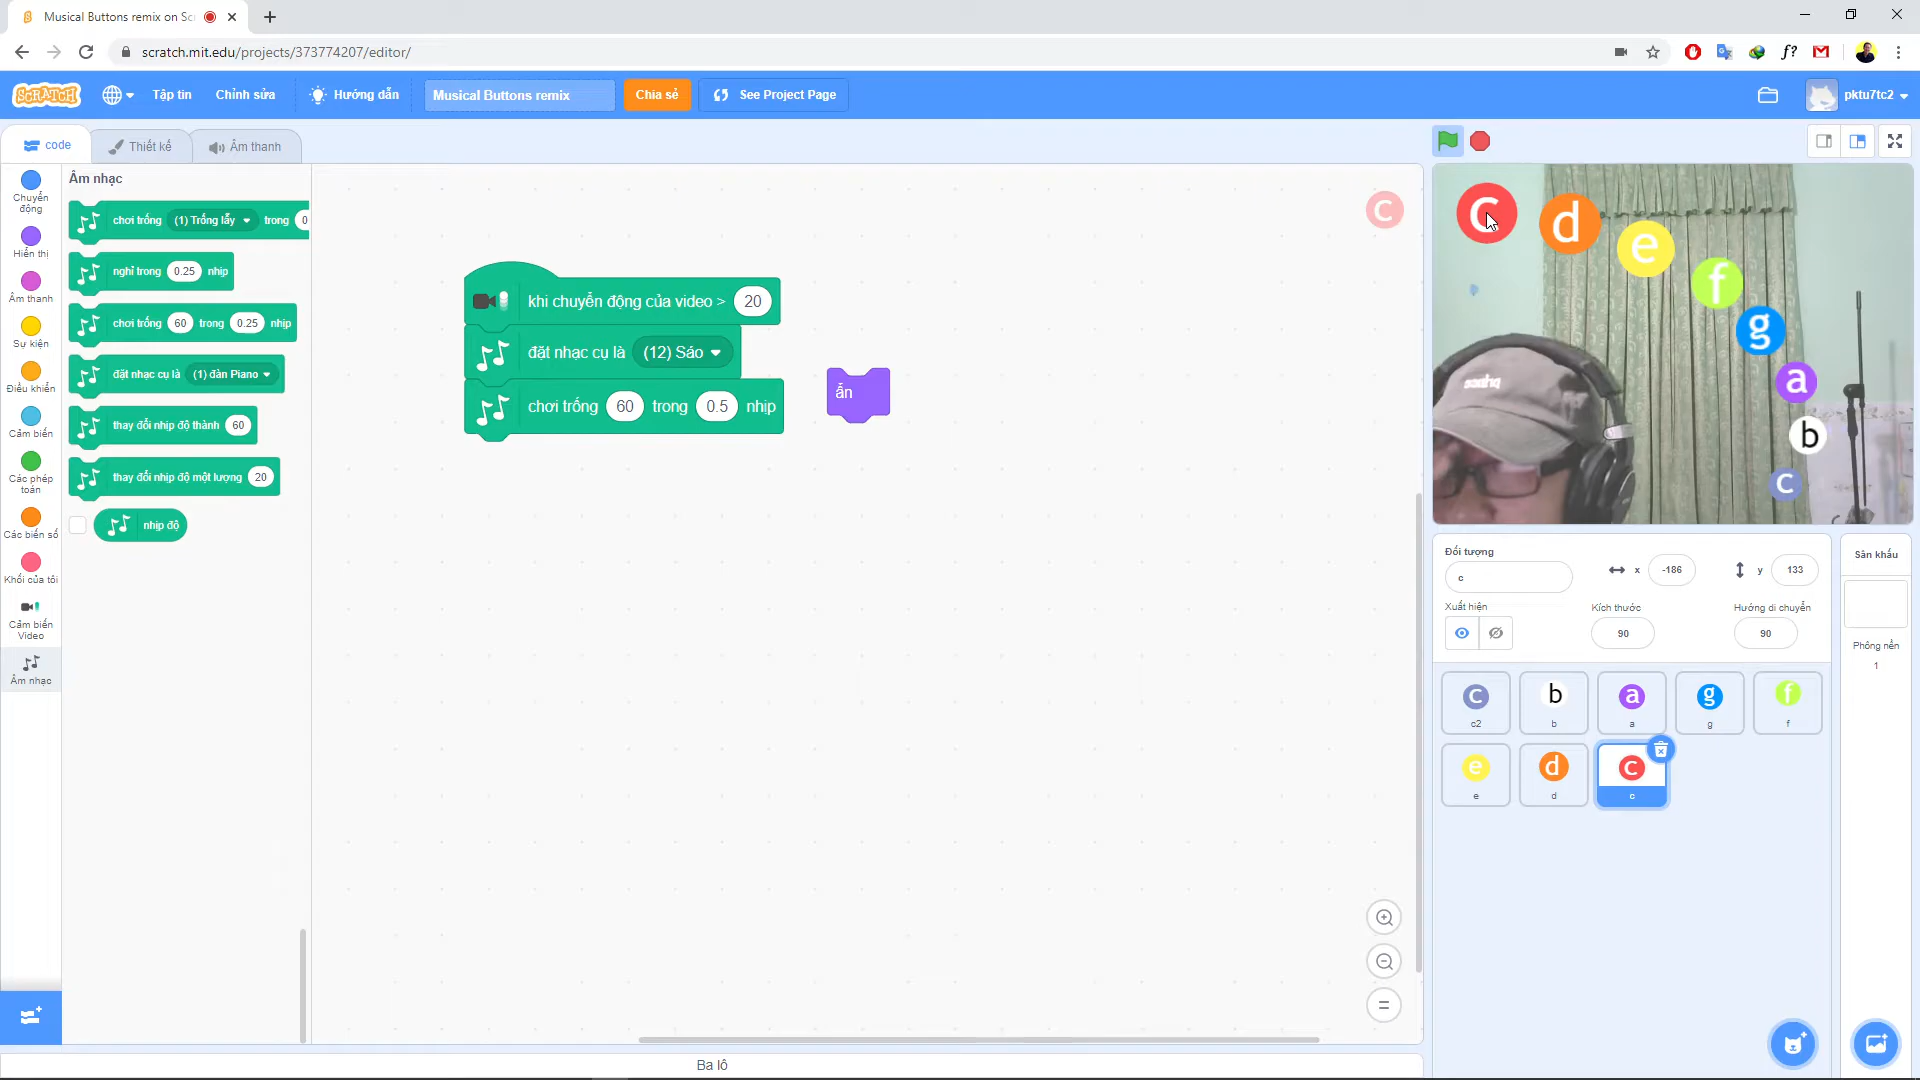 Musical Buttons remix on Sc
scratch.mit.edu/projects/373774207/editor/
f?
SCRATCH
Tập tin
Chỉnh sửa
Hướng dẫn
Musical Buttons remix
Chia sẻ
See Project Page
pktu7tc2
code
Thiết kế
Âm thanh
Chuyển động
Hiển thị
Âm thanh
Sự kiện
Điều khiển
Cảm biến
Các phép toán
Các biến số
Khối của tôi
Cảm biến Video
Âm nhạc
Âm nhạc
chơi trống (1) Trống lẫy trong 0
nghỉ trong 0.25 nhịp
chơi trống 60 trong 0.25 nhịp
đặt nhạc cụ là (1) đàn Piano
thay đổi nhịp độ thành 60
thay đổi nhịp độ một lượng 20
nhịp độ
khi chuyển động của video > 20
đặt nhạc cụ là (12) Sáo
chơi trống 60 trong 0.5 nhịp
ẩn
c
c
d
e
f
g
a
b
c
Đối tượng
c
x -186
y 133
Xuất hiện
Kích thước
90
Hướng di chuyển
90
c
c2
b
b
a
a
g
g
f
f
e
e
d
d
c
c
Sân khấu
Phông nền
1
Ba lô